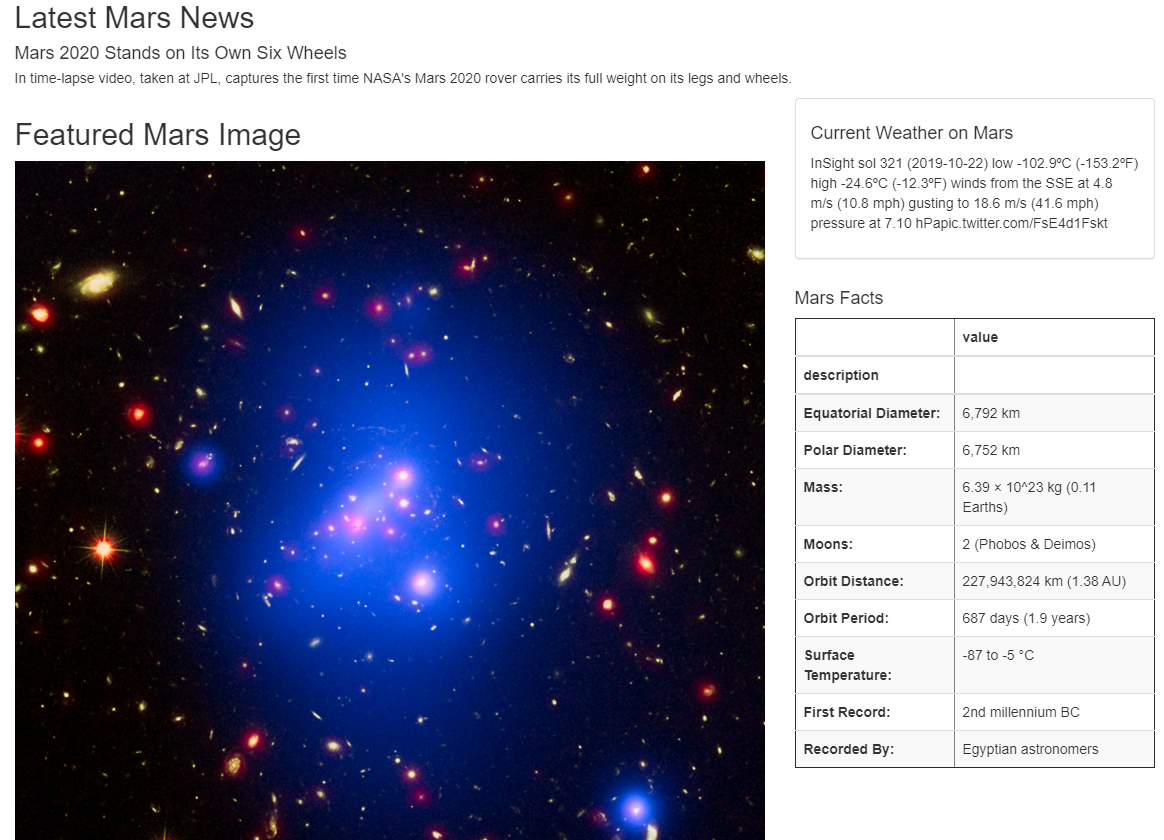 Latest Mars News
Mars 2020 Stands on Its Own Six Wheels
In time-lapse video, taken at JPL, captures the first time NASA's Mars 2020 rover carries its full weight on its legs and wheels.
Featured Mars Image
Current Weather on Mars
InSight sol 321 (2019-10-22) low -102.9ºC (-153.2ºF)
high -24.6ºC (-12.3ºF) winds from the SSE at 4.8
m/s (10.8 mph) gusting to 18.6 m/s (41.6 mph)
pressure at 7.10 hPapic.twitter.com/FsE4d1Fskt
Mars Facts
value
description
Equatorial Diameter: 6,792 km
Polar Diameter: 6,752 km
Mass: 6.39 × 10^23 kg (0.11
Earths)
Moons: 2 (Phobos & Deimos)
Orbit Distance: 227,943,824 km (1.38 AU)
Orbit Period: 687 days (1.9 years)
Surface -87 to -5 °C
Temperature:
First Record: 2nd millennium BC
Recorded By: Egyptian astronomers